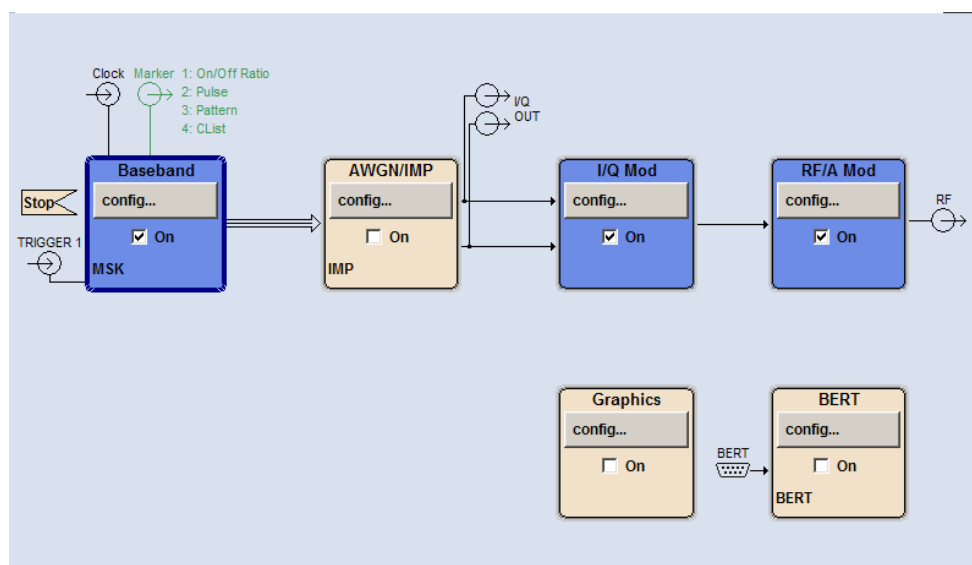 Clock
Marker 1: On/Off Ratio
2: Pulse
3: Pattern
4: CList
I/Q
OUT
Baseband
config...
On
MSK
Stop
TRIGGER 1
AWGN/IMP
config...
On
IMP
I/Q Mod
config...
On
RF/A Mod
config...
On
RF
Graphics
config...
On
BERT
BERT
config...
On
BERT